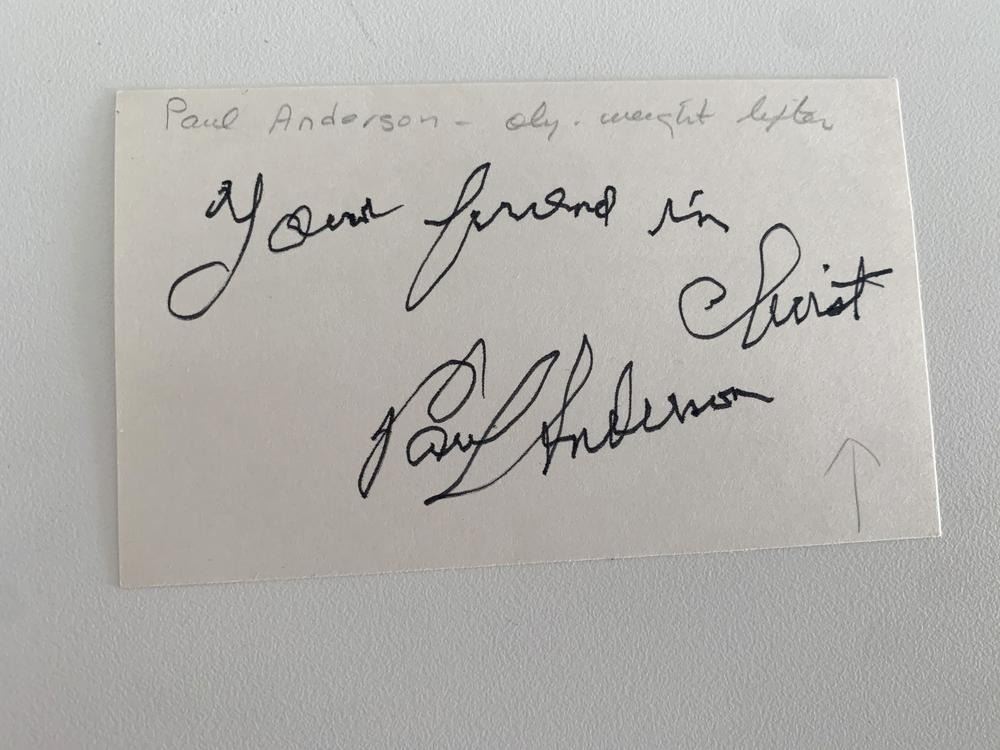 Paul Anderson - oly. weight lifter
Your friend in
Christ
Paul Anderson